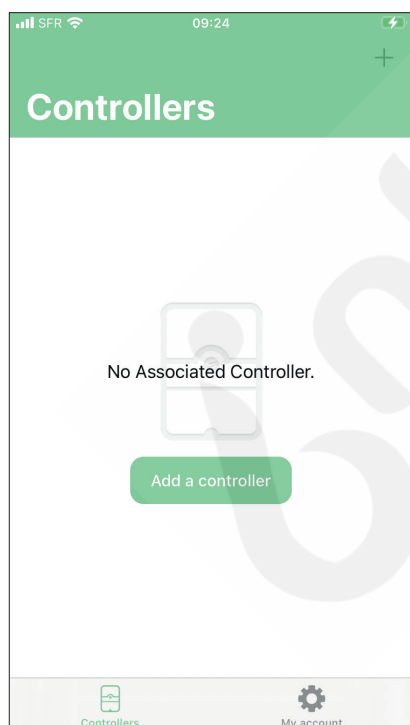 SFR 09:24
+
Controllers
No Associated Controller.
Add a controller
Controllers My account